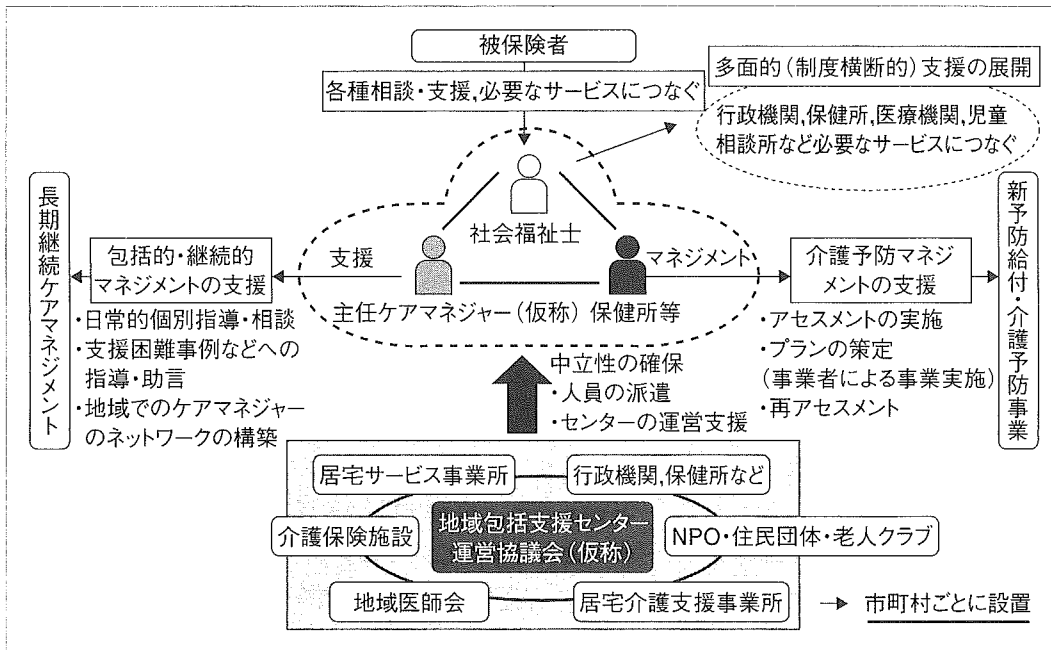 被保険者
各種相談・支援,必要なサービスにつなぐ
多面的(制度横断的)支援の展開
行政機関,保健所,医療機関,児童
相談所など必要なサービスにつなぐ
社会福祉士
支援
マネジメント
主任ケアマネジャー(仮称) 保健所等
長期継続ケアマネジメント
包括的・継続的
マネジメントの支援
・日常的個別指導・相談
・支援困難事例などへの
指導・助言
・地域でのケアマネジャー
のネットワークの構築
介護予防マネジ
メントの支援
・アセスメントの実施
・プランの策定
(事業者による事業実施)
・再アセスメント
新予防給付・介護予防事業
中立性の確保
・人員の派遣
・センターの運営支援
居宅サービス事業所
行政機関,保健所など
介護保険施設
地域包括支援センター
運営協議会(仮称)
NPO・住民団体・老人クラブ
地域医師会
居宅介護支援事業所
市町村ごとに設置